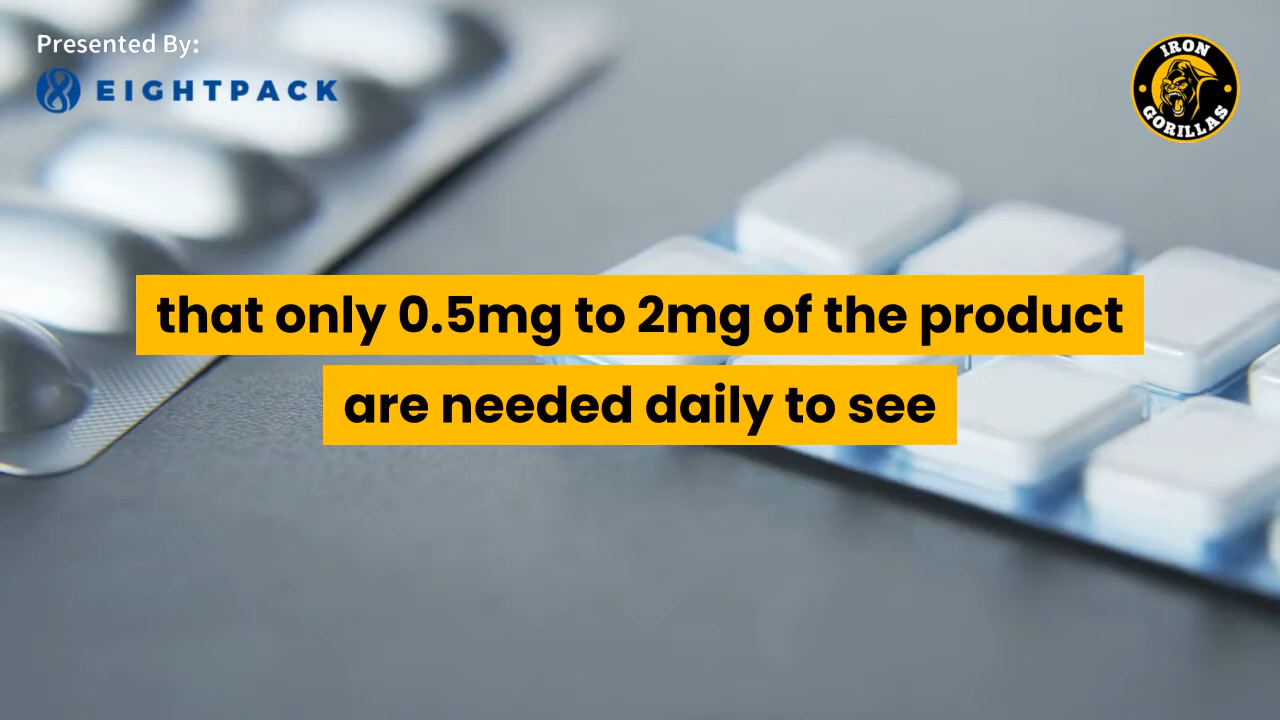 Presented By:
EIGHTPACK
IRON
GORILLAS
that only 0.5mg to 2mg of the product
are needed daily to see